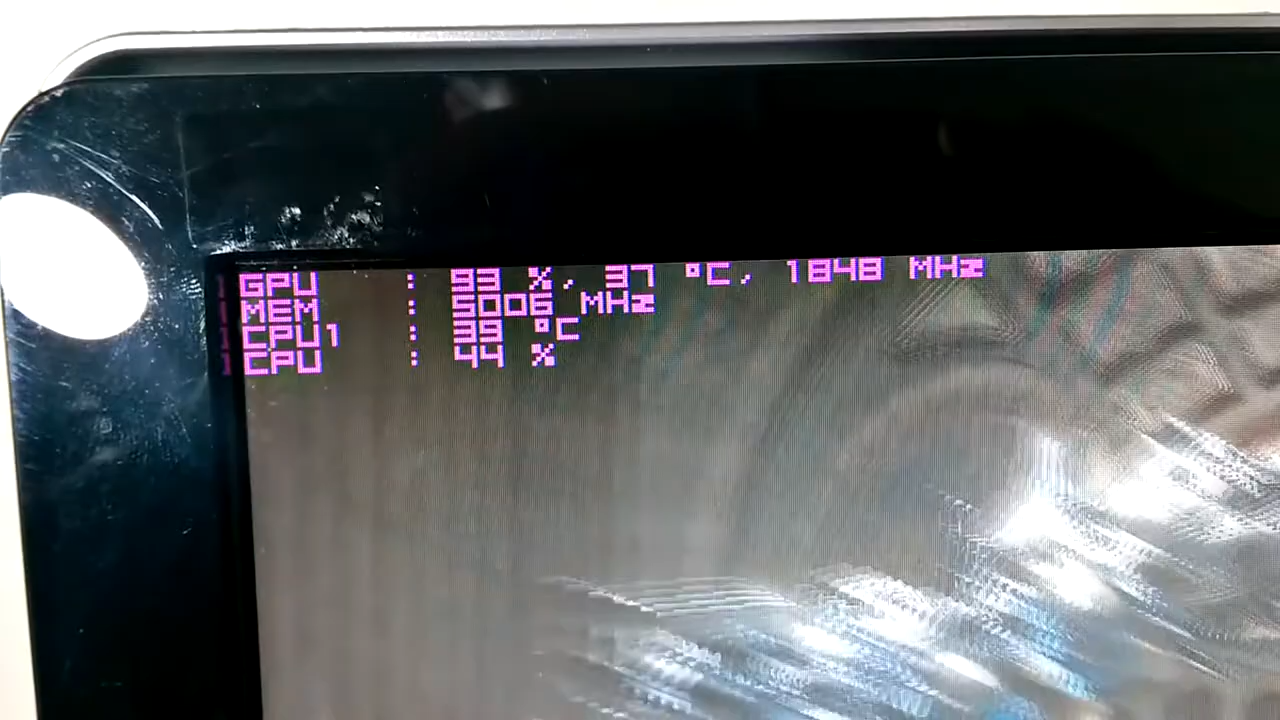 GPU : 93 %, 37 °C, 1848 MHz
MEM : 5006 MHz
CPU1 : 39 °C
CPU : 44 %